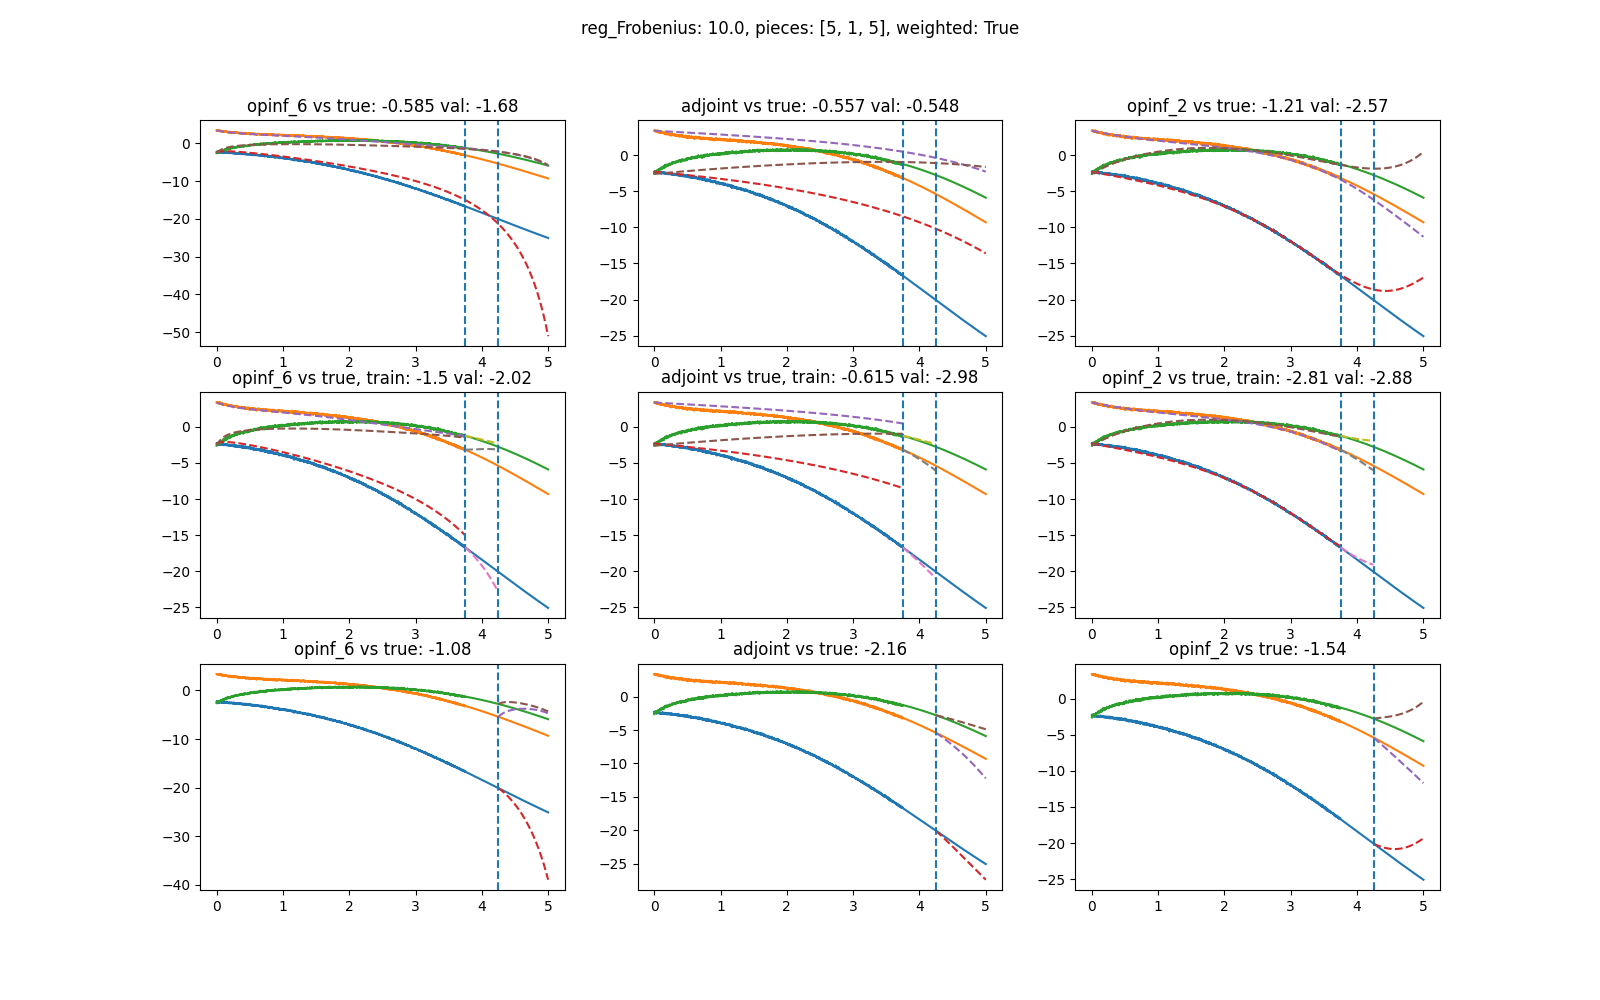 reg_Frobenius: 10.0, pieces: [5, 1, 5], weighted: True
opinf_6 vs true: -0.585 val: -1.68
0
−10
−20
−30
−40
−50
0 1 2 3 4 5
adjoint vs true: -0.557 val: -0.548
0
−5
−10
−15
−20
−25
0 1 2 3 4 5
opinf_2 vs true: -1.21 val: -2.57
0
−5
−10
−15
−20
−25
0 1 2 3 4 5
opinf_6 vs true, train: -1.5 val: -2.02
0
−5
−10
−15
−20
−25
0 1 2 3 4 5
adjoint vs true, train: -0.615 val: -2.98
0
−5
−10
−15
−20
−25
0 1 2 3 4 5
opinf_2 vs true, train: -2.81 val: -2.88
0
−5
−10
−15
−20
−25
0 1 2 3 4 5
opinf_6 vs true: -1.08
0
−10
−20
−30
−40
0 1 2 3 4 5
adjoint vs true: -2.16
0
−5
−10
−15
−20
−25
0 1 2 3 4 5
opinf_2 vs true: -1.54
0
−5
−10
−15
−20
−25
0 1 2 3 4 5